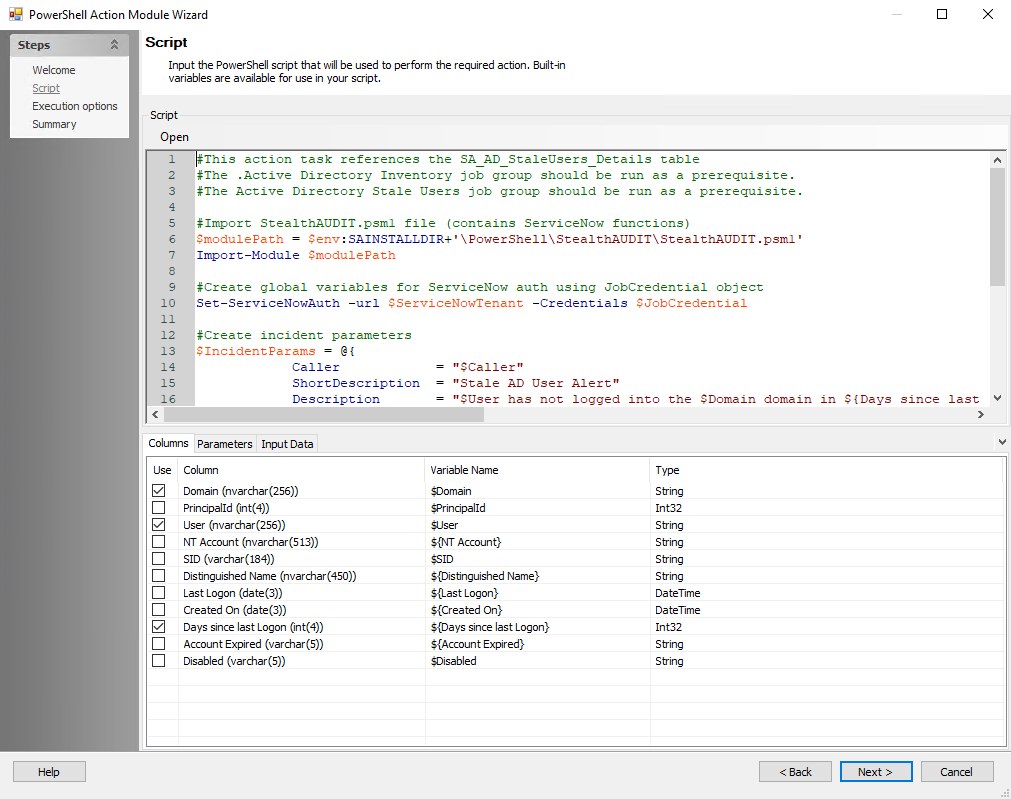 PowerShell Action Module Wizard
Steps
Welcome
Script
Execution options
Summary
Script
Input the PowerShell script that will be used to perform the required action. Built-in
variables are available for use in your script.
Script
Open
1 #This action task references the SA_AD_StaleUsers_Details table
2 #The .Active Directory Inventory job group should be run as a prerequisite.
3 #The Active Directory Stale Users job group should be run as a prerequisite.
4
5 #Import StealthAUDIT.psm1 file (contains ServiceNow functions)
6 $modulePath = $env:SAINSTALLDIR+'\PowerShell\StealthAUDIT\StealthAUDIT.psm1'
7 Import-Module $modulePath
8
9 #Create global variables for ServiceNow auth using JobCredential object
10 Set-ServiceNowAuth -url $ServiceNowTenant -Credentials $JobCredential
11
12 #Create incident parameters
13 $IncidentParams = @{
14 Caller = "$Caller"
15 ShortDescription = "Stale AD User Alert"
16 Description = "$User has not logged into the $Domain domain in ${Days since last
Columns Parameters Input Data
Use Column Variable Name Type
Domain (nvarchar(256)) $Domain String
PrincipalId (int(4)) $PrincipalId Int32
User (nvarchar(256)) $User String
NT Account (nvarchar(513)) ${NT Account} String
SID (varchar(184)) $SID String
Distinguished Name (nvarchar(450)) ${Distinguished Name} String
Last Logon (date(3)) ${Last Logon} DateTime
Created On (date(3)) ${Created On} DateTime
Days since last Logon (int(4)) ${Days since last Logon} Int32
Account Expired (varchar(5)) ${Account Expired} String
Disabled (varchar(5)) $Disabled String
Help < Back Next > Cancel